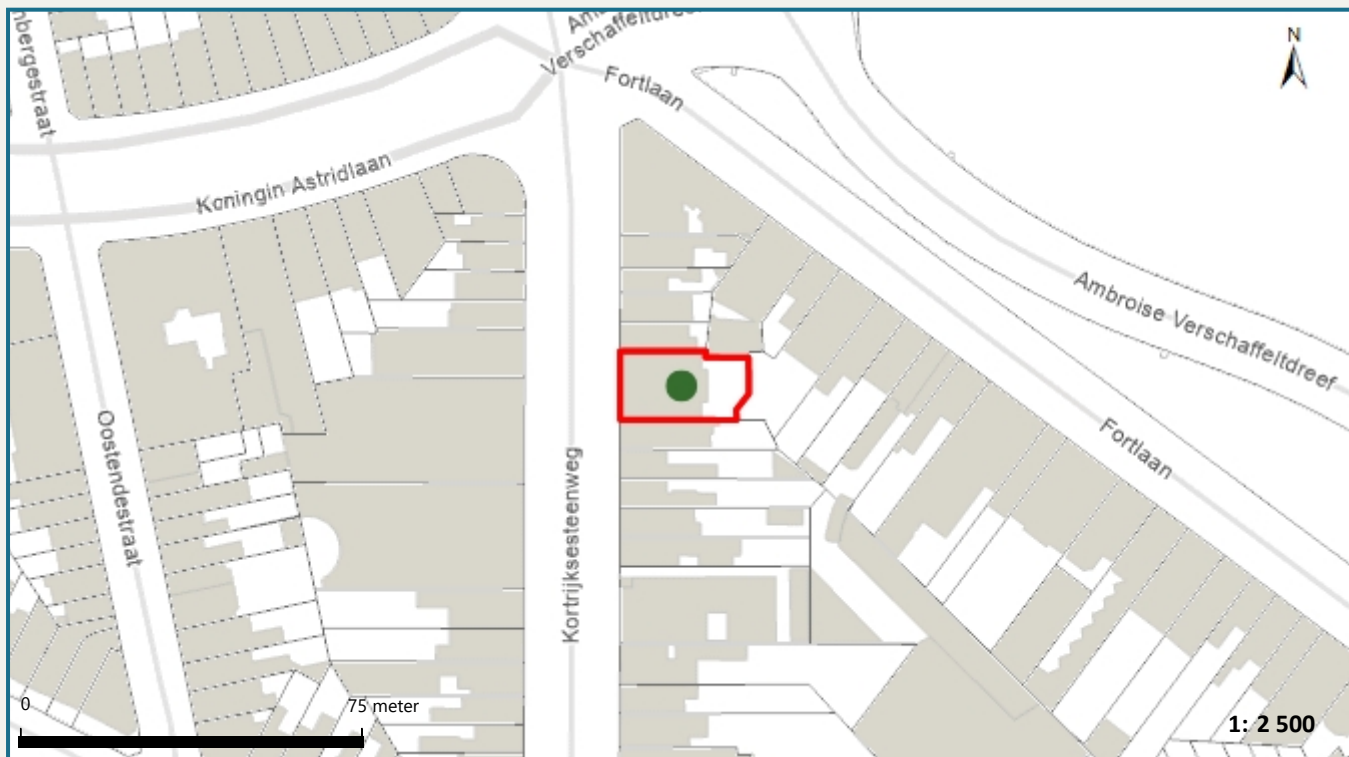 Verschaffeltdreef
Fortlaan
N
Koningin Astridlaan
Ambroise Verschaffeltdreef
Oostendestraat
Kortrijksesteenweg
Fortlaan
0
75 meter
1: 2 500